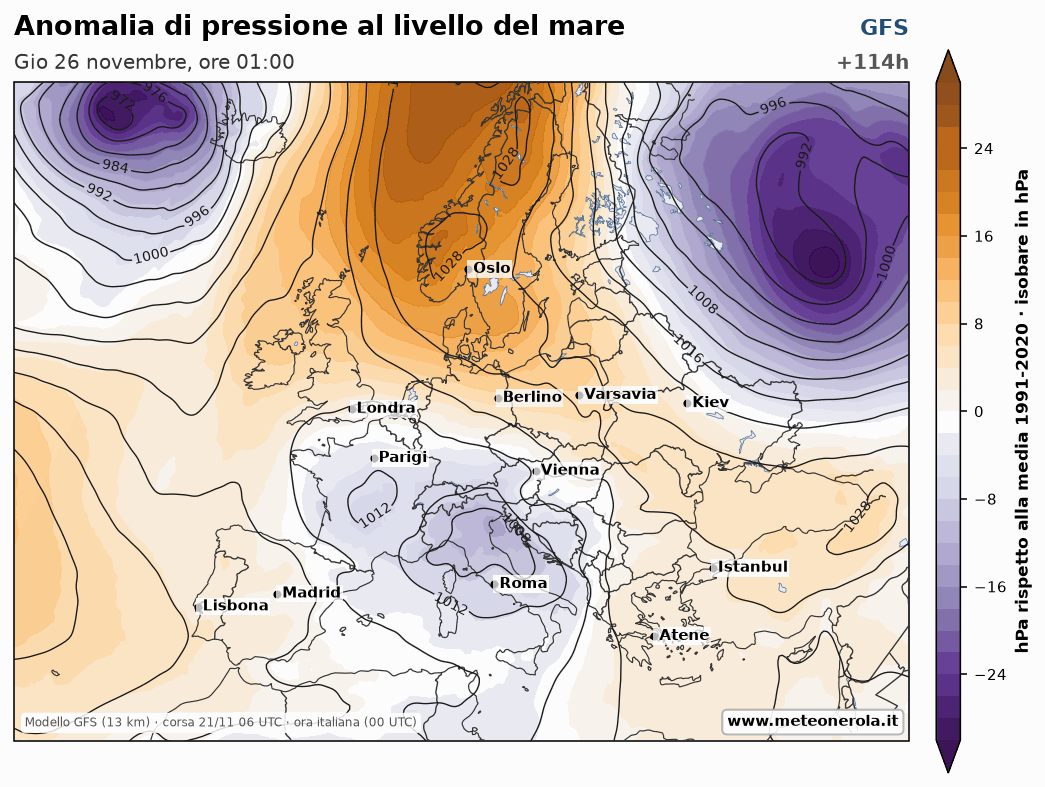 Anomalia di pressione al livello del mare
GFS
Gio 26 novembre, ore 01:00
+114h
972
976
984
992
996
1000
1028
1028
996
992
1000
1008
1016
Oslo
Berlino
Varsavia
Kiev
Londra
Parigi
Vienna
1012
1008
1028
Istanbul
Roma
Madrid
Lisbona
1012
Atene
Modello GFS (13 km) · corsa 21/11 06 UTC · ora italiana (00 UTC)
www.meteonerola.it
24
16
8
0
−8
−16
−24
hPa rispetto alla media 1991-2020 · isobare in hPa